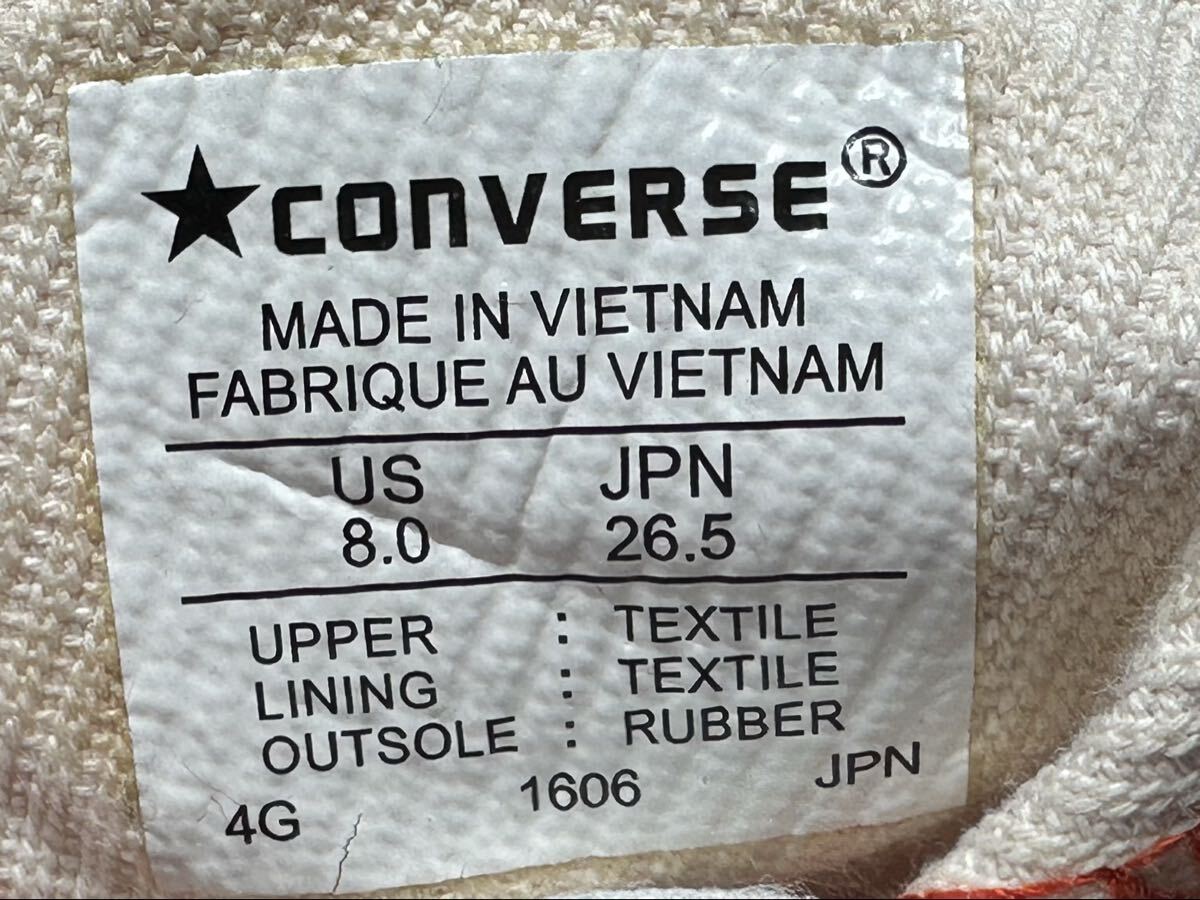 ★CONVERSE®
MADE IN VIETNAM
FABRIQUE AU VIETNAM
US JPN
8.0 26.5
UPPER : TEXTILE
LINING : TEXTILE
OUTSOLE : RUBBER
4G 1606 JPN